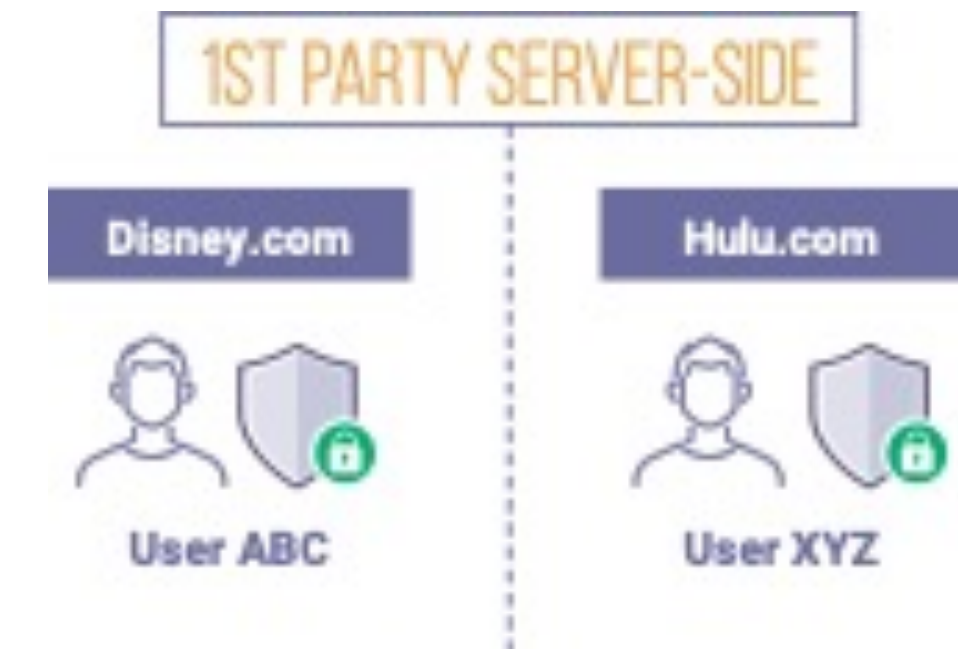 1ST PARTY SERVER-SIDE
Disney.com
Hulu.com
User ABC
User XYZ